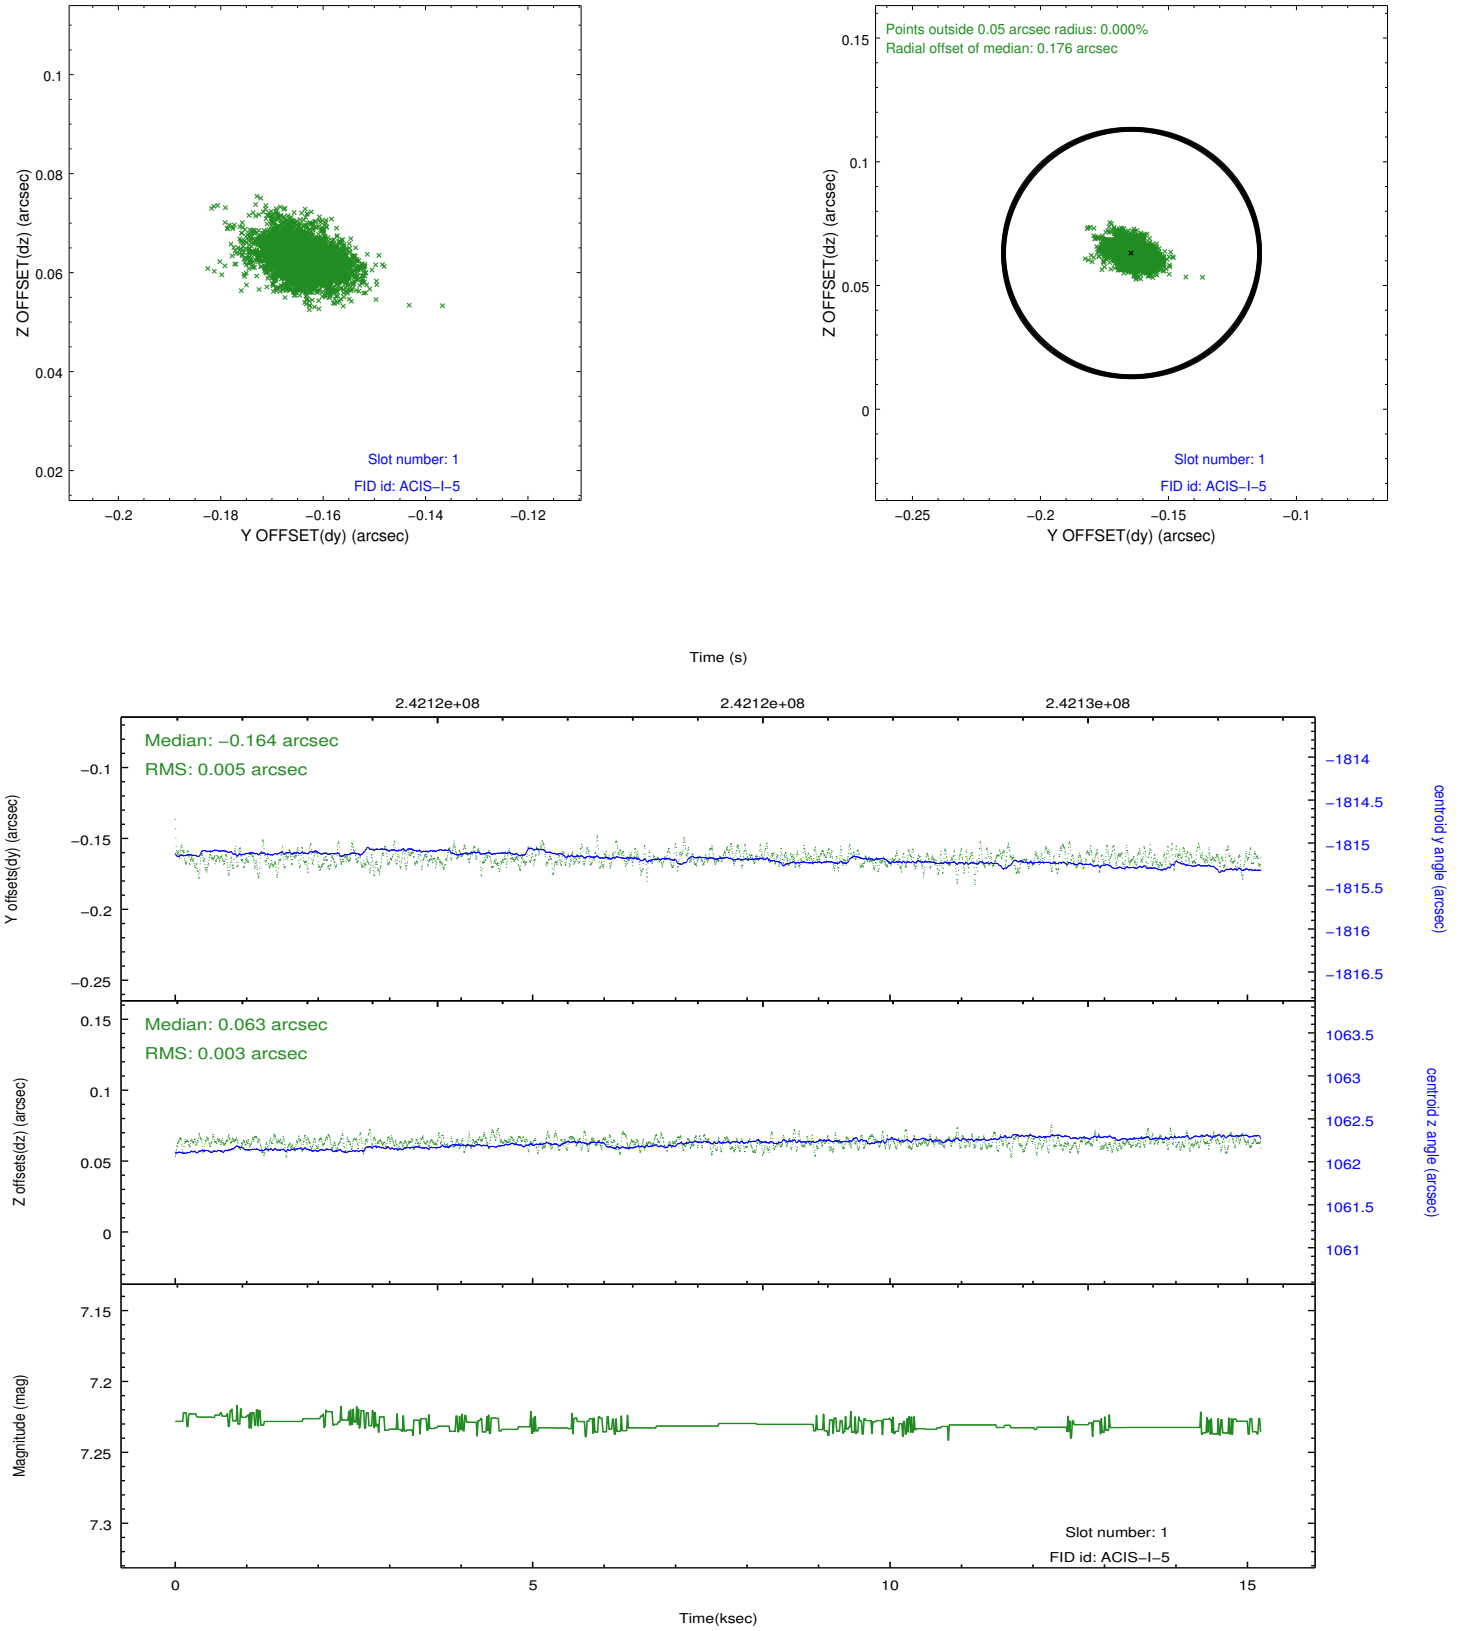 0.1
0.08
0.06
0.04
0.02
Z OFFSET(dz) (arcsec)
Slot number: 1
FID id: ACIS−I−5
−0.2 −0.18 −0.16 −0.14 −0.12
Y OFFSET(dy) (arcsec)
Points outside 0.05 arcsec radius: 0.000%
Radial offset of median: 0.176 arcsec
0.15
0.1
0.05
0
Z OFFSET(dz) (arcsec)
Slot number: 1
FID id: ACIS−I−5
−0.25 −0.2 −0.15 −0.1
Y OFFSET(dy) (arcsec)
Time (s)
2.4212e+08 2.4212e+08 2.4213e+08
Median: −0.164 arcsec
RMS: 0.005 arcsec
−0.1
−0.15
−0.2
−0.25
Y offsets(dy) (arcsec)
−1814
−1814.5
−1815
−1815.5
−1816
−1816.5
centroid y angle (arcsec)
Median: 0.063 arcsec
RMS: 0.003 arcsec
0.15
0.1
0.05
0
Z offsets(dz) (arcsec)
1063.5
1063
1062.5
1062
1061.5
1061
centroid z angle (arcsec)
7.15
7.2
7.25
7.3
Magnitude (mag)
Slot number: 1
FID id: ACIS−I−5
0 5 10 15
Time(ksec)